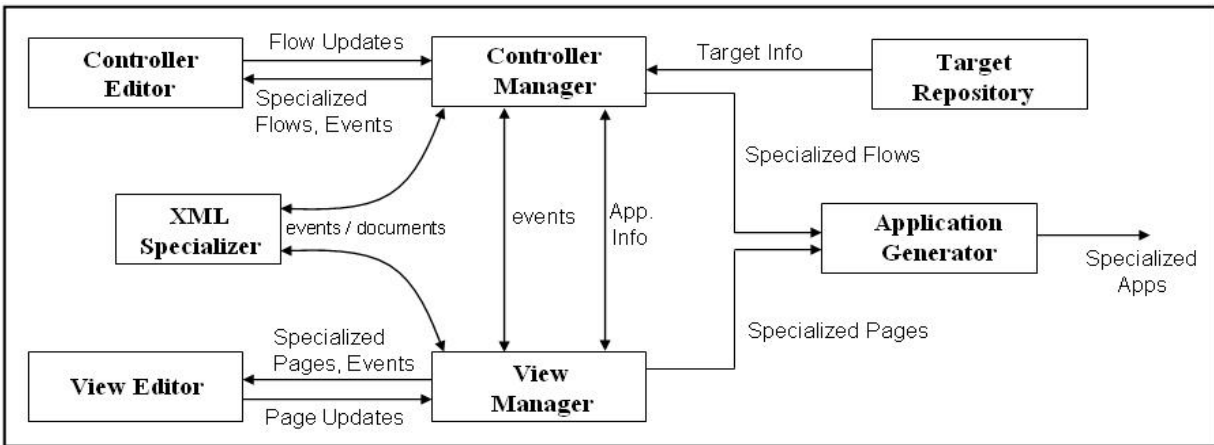 Controller
Editor
Flow Updates
Specialized
Flows, Events
Controller
Manager
Target Info
Target
Repository
Specialized Flows
XML
Specializer
events / documents
events
App.
Info
Application
Generator
Specialized
Apps
View Editor
Specialized
Pages, Events
Page Updates
View
Manager
Specialized Pages